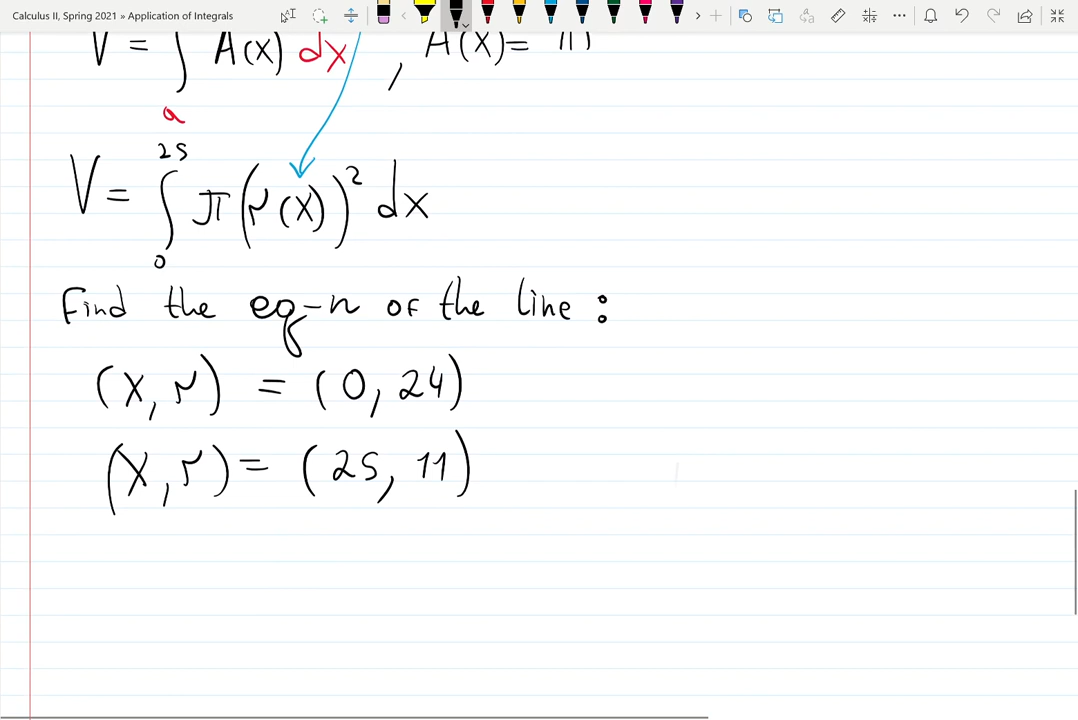 Calculus II, Spring 2021 » Application of Integrals
V = ∫ A(x) dx , A(x) =
a
25
V = ∫ π(r(x))² dx
0
Find the eq-n of the line :
(x, r) = (0, 24)
(x, r) = (25, 11)